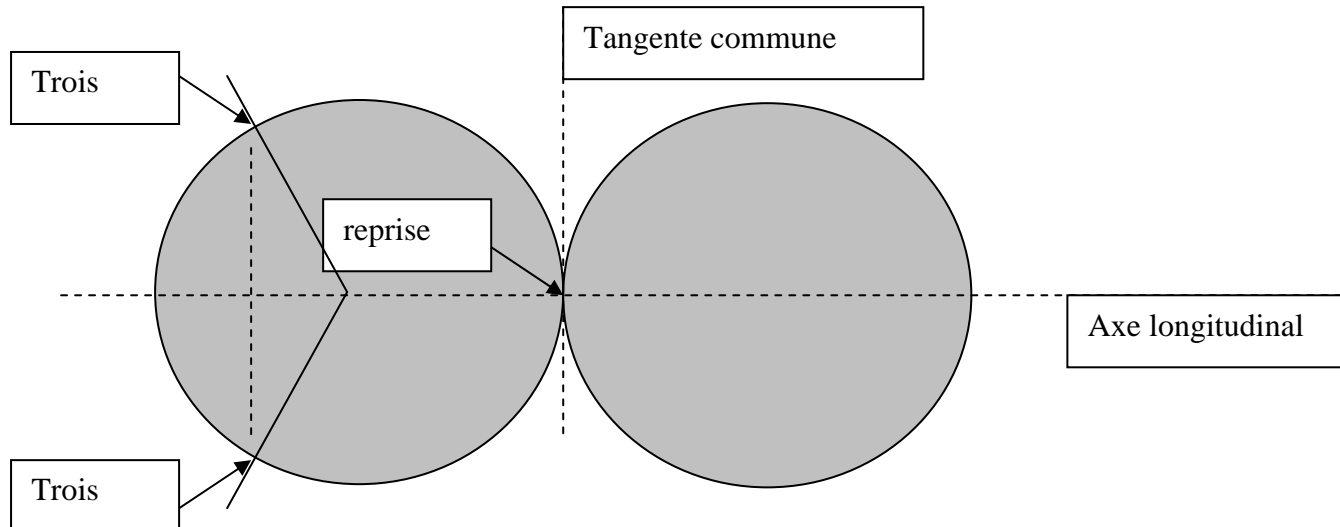 Tangente commune
Trois
reprise
Axe longitudinal
Trois